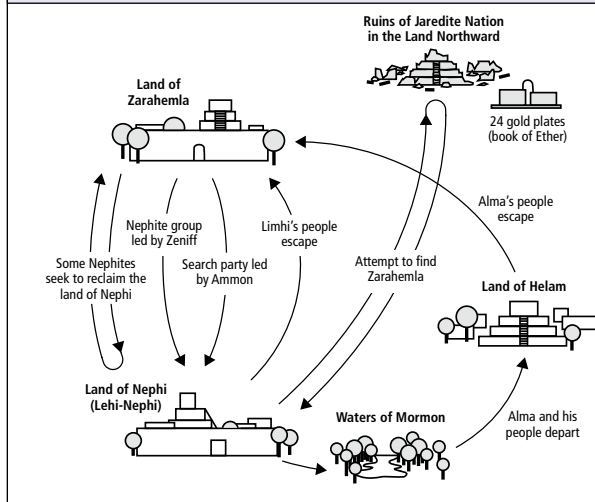 Ruins of Jaredite Nation
in the Land Northward
Land of
Zarahemla
24 gold plates
(book of Ether)
Alma's people
escape
Nephite group
led by Zeniff
Limhi's people
escape
Some Nephites
seek to reclaim the
land of Nephi
Search party led
by Ammon
Attempt to find
Zarahemla
Land of Helam
Land of Nephi
(Lehi-Nephi)
Waters of Mormon
Alma and his
people depart